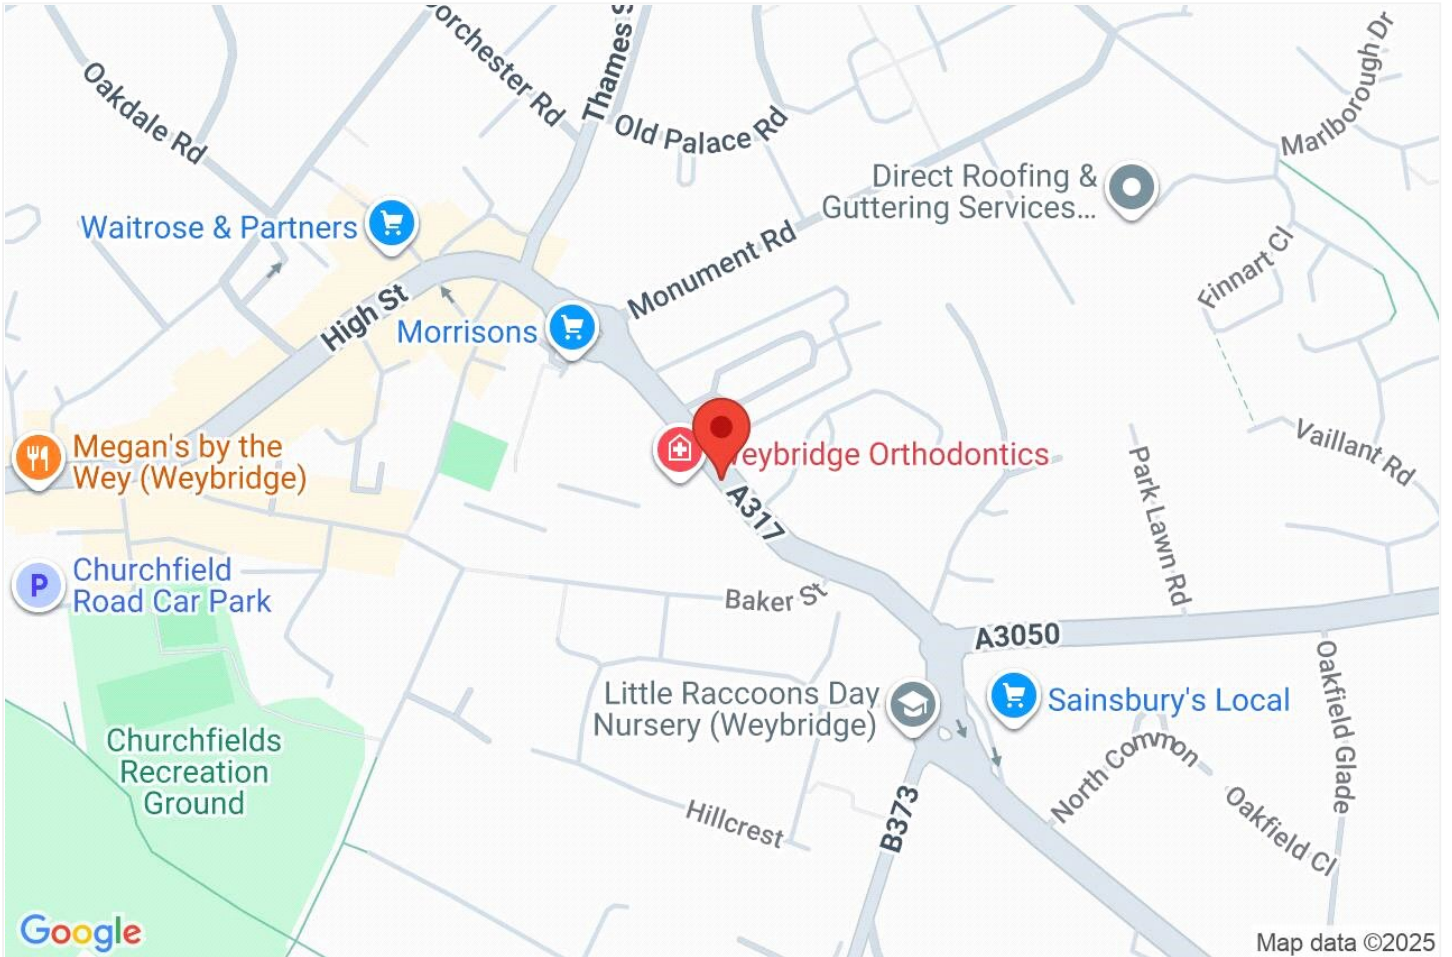 orchester Rd
Thames S
Oakdale Rd
Old Palace Rd
Marlborough Dr
Direct Roofing &
Guttering Services...
Waitrose & Partners
Monument Rd
Finnart Cl
High St
Morrisons
Megan's by the
Wey (Weybridge)
Weybridge Orthodontics
Vaillant Rd
A317
Park Lawn Rd
P
Churchfield
Road Car Park
Baker St
A3050
Little Raccoons Day
Nursery (Weybridge)
Sainsbury's Local
Oakfield Glade
Churchfields
Recreation
Ground
North Common
Hillcrest
B373
Oakfield Cl
Google
Map data ©2025